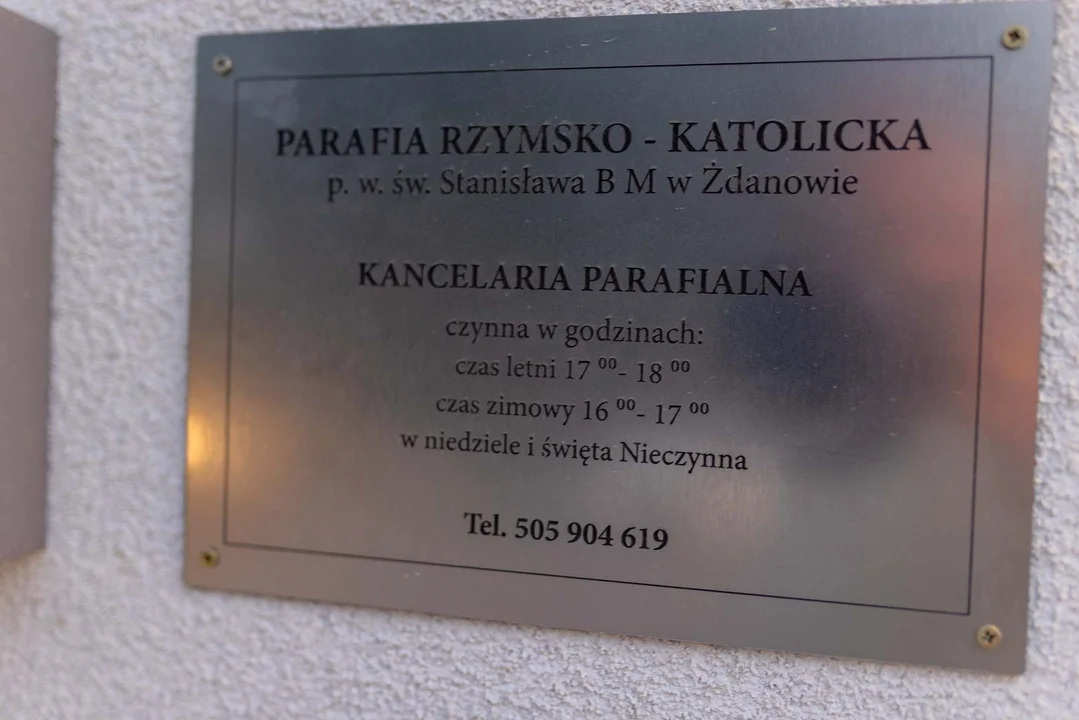 PARAFIA RZYMSKO - KATOLICKA
p. w. św. Stanisława B M w Żdanowie
KANCELARIA PARAFIALNA
czynna w godzinach:
czas letni 17 ⁰⁰- 18 ⁰⁰
czas zimowy 16 ⁰⁰- 17 ⁰⁰
w niedziele i święta Nieczynna
Tel. 505 904 619